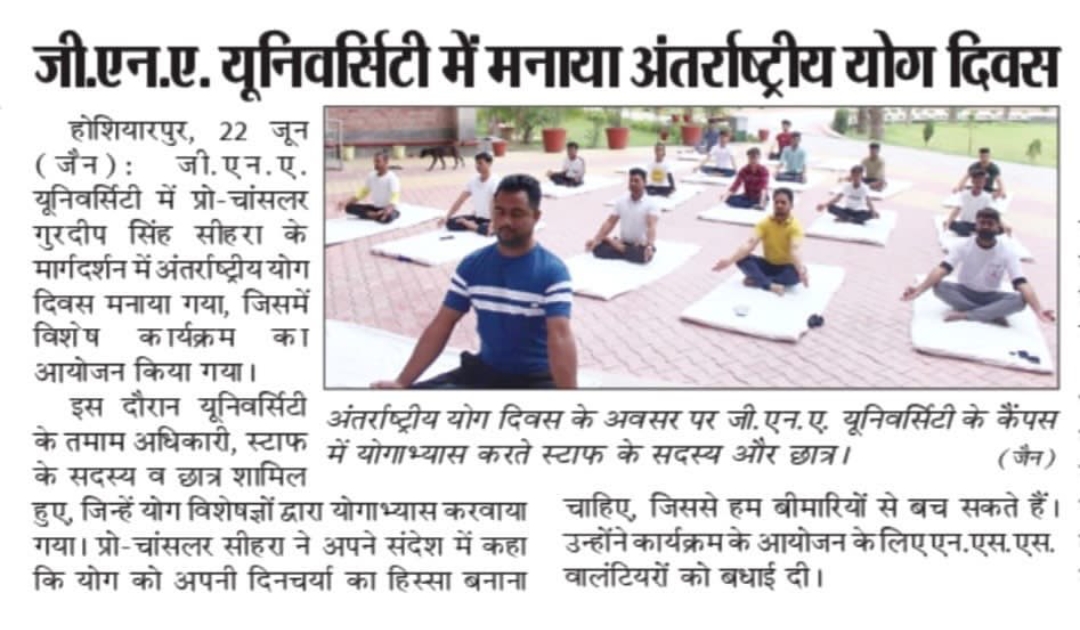 जी.एन.ए. यूनिवर्सिटी में मनाया अंतर्राष्ट्रीय योग दिवस
होशियारपुर, 22 जून
(जैन): जी.एन.ए.
यूनिवर्सिटी में प्रो-चांसलर
गुरदीप सिंह सीहरा के
मार्गदर्शन में अंतर्राष्ट्रीय योग
दिवस मनाया गया, जिसमें
विशेष कार्यक्रम का
आयोजन किया गया।
इस दौरान यूनिवर्सिटी
के तमाम अधिकारी, स्टाफ
के सदस्य व छात्र शामिल
हुए, जिन्हें योग विशेषज्ञों द्वारा योगाभ्यास करवाया
गया। प्रो-चांसलर सीहरा ने अपने संदेश में कहा
कि योग को अपनी दिनचर्या का हिस्सा बनाना
चाहिए, जिससे हम बीमारियों से बच सकते हैं।
उन्होंने कार्यक्रम के आयोजन के लिए एन.एस.एस.
वालंटियरों को बधाई दी।
अंतर्राष्ट्रीय योग दिवस के अवसर पर जी.एन.ए. यूनिवर्सिटी के कैंपस
में योगाभ्यास करते स्टाफ के सदस्य और छात्र। (जैन)